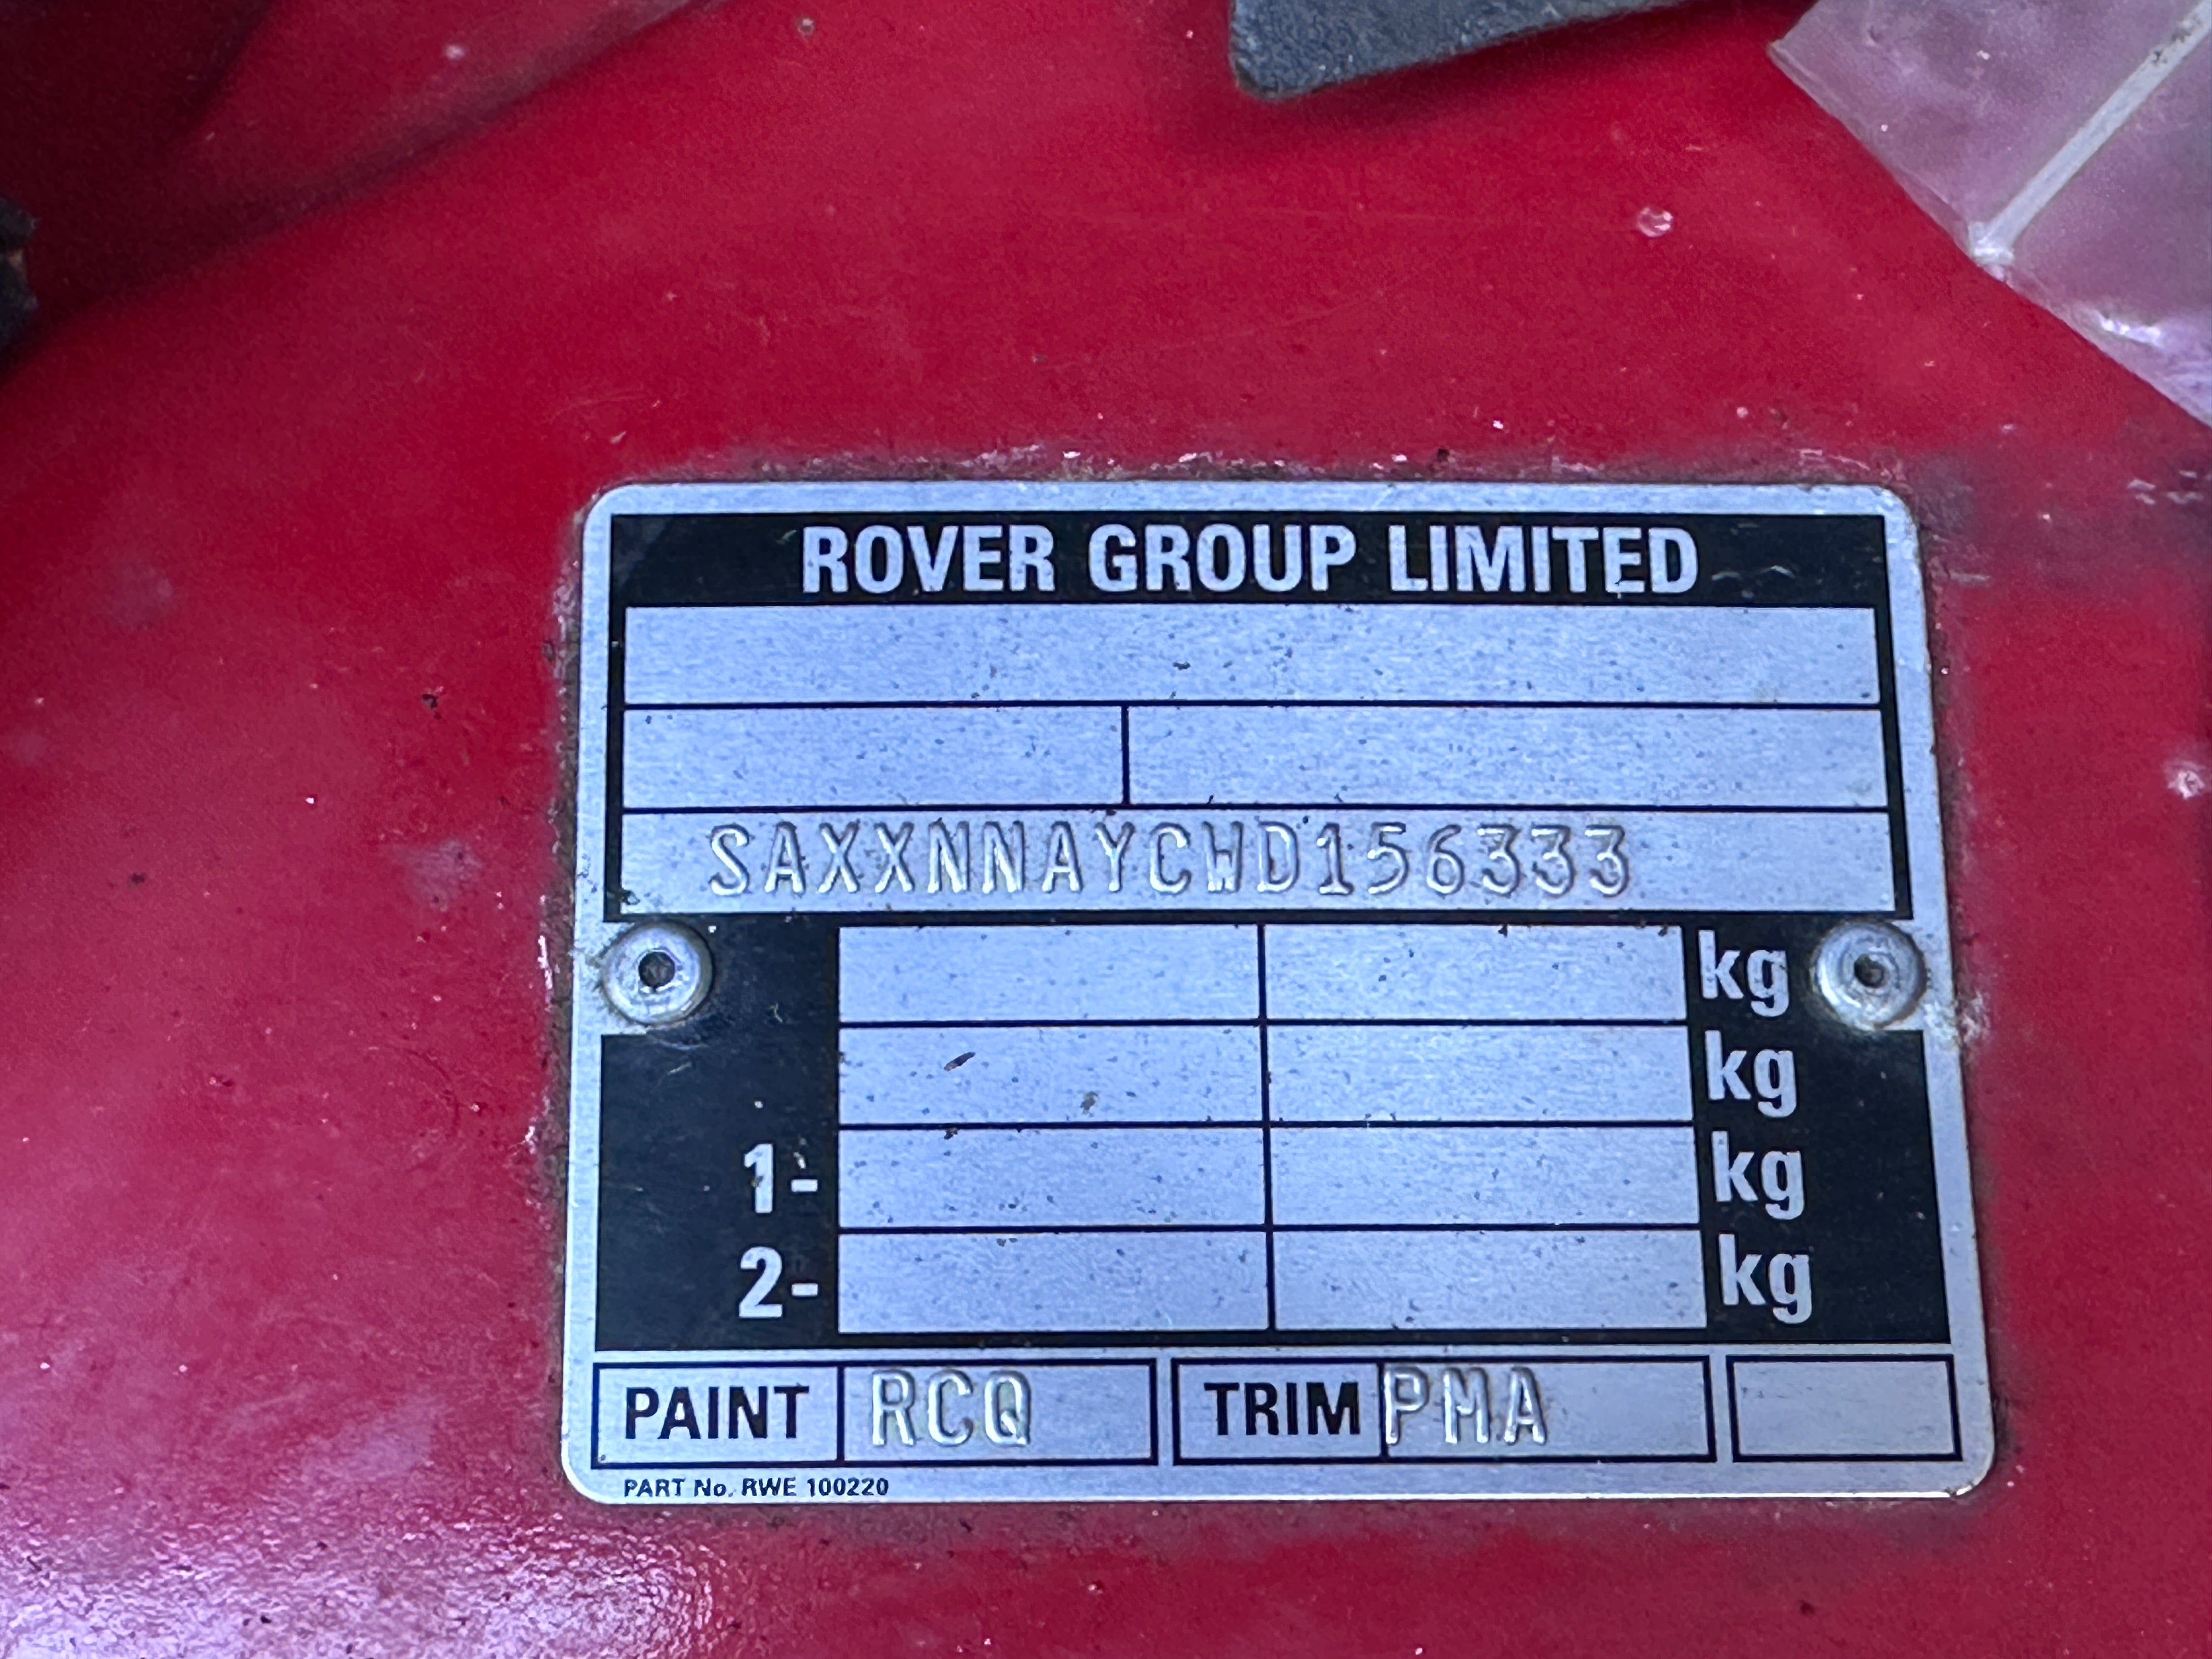 ROVER GROUP LIMITED
SAXXNNAYCWD156333
kg
kg
1- kg
2- kg
PAINT RCQ TRIM PMA
PART No. RWE 100220